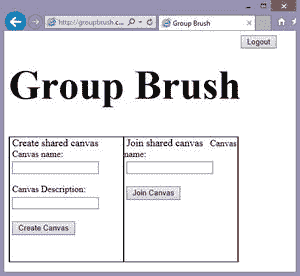 http://groupbrush.c
Group Brush
Logout
Group Brush
Create shared canvas
Canvas name:
Canvas Description:
Create Canvas
Join shared canvas Canvas
name:
Join Canvas